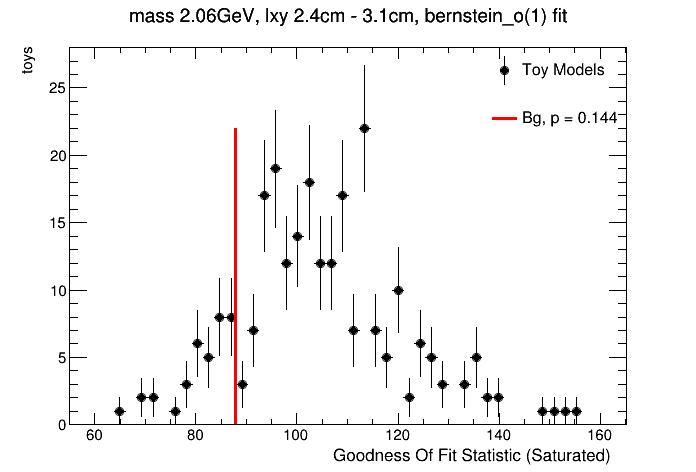 mass 2.06GeV, lxy 2.4cm - 3.1cm, bernstein_o(1) fit
toys
Toy Models
Bg, p = 0.144
25
20
15
10
5
0
60 80 100 120 140 160
Goodness Of Fit Statistic (Saturated)